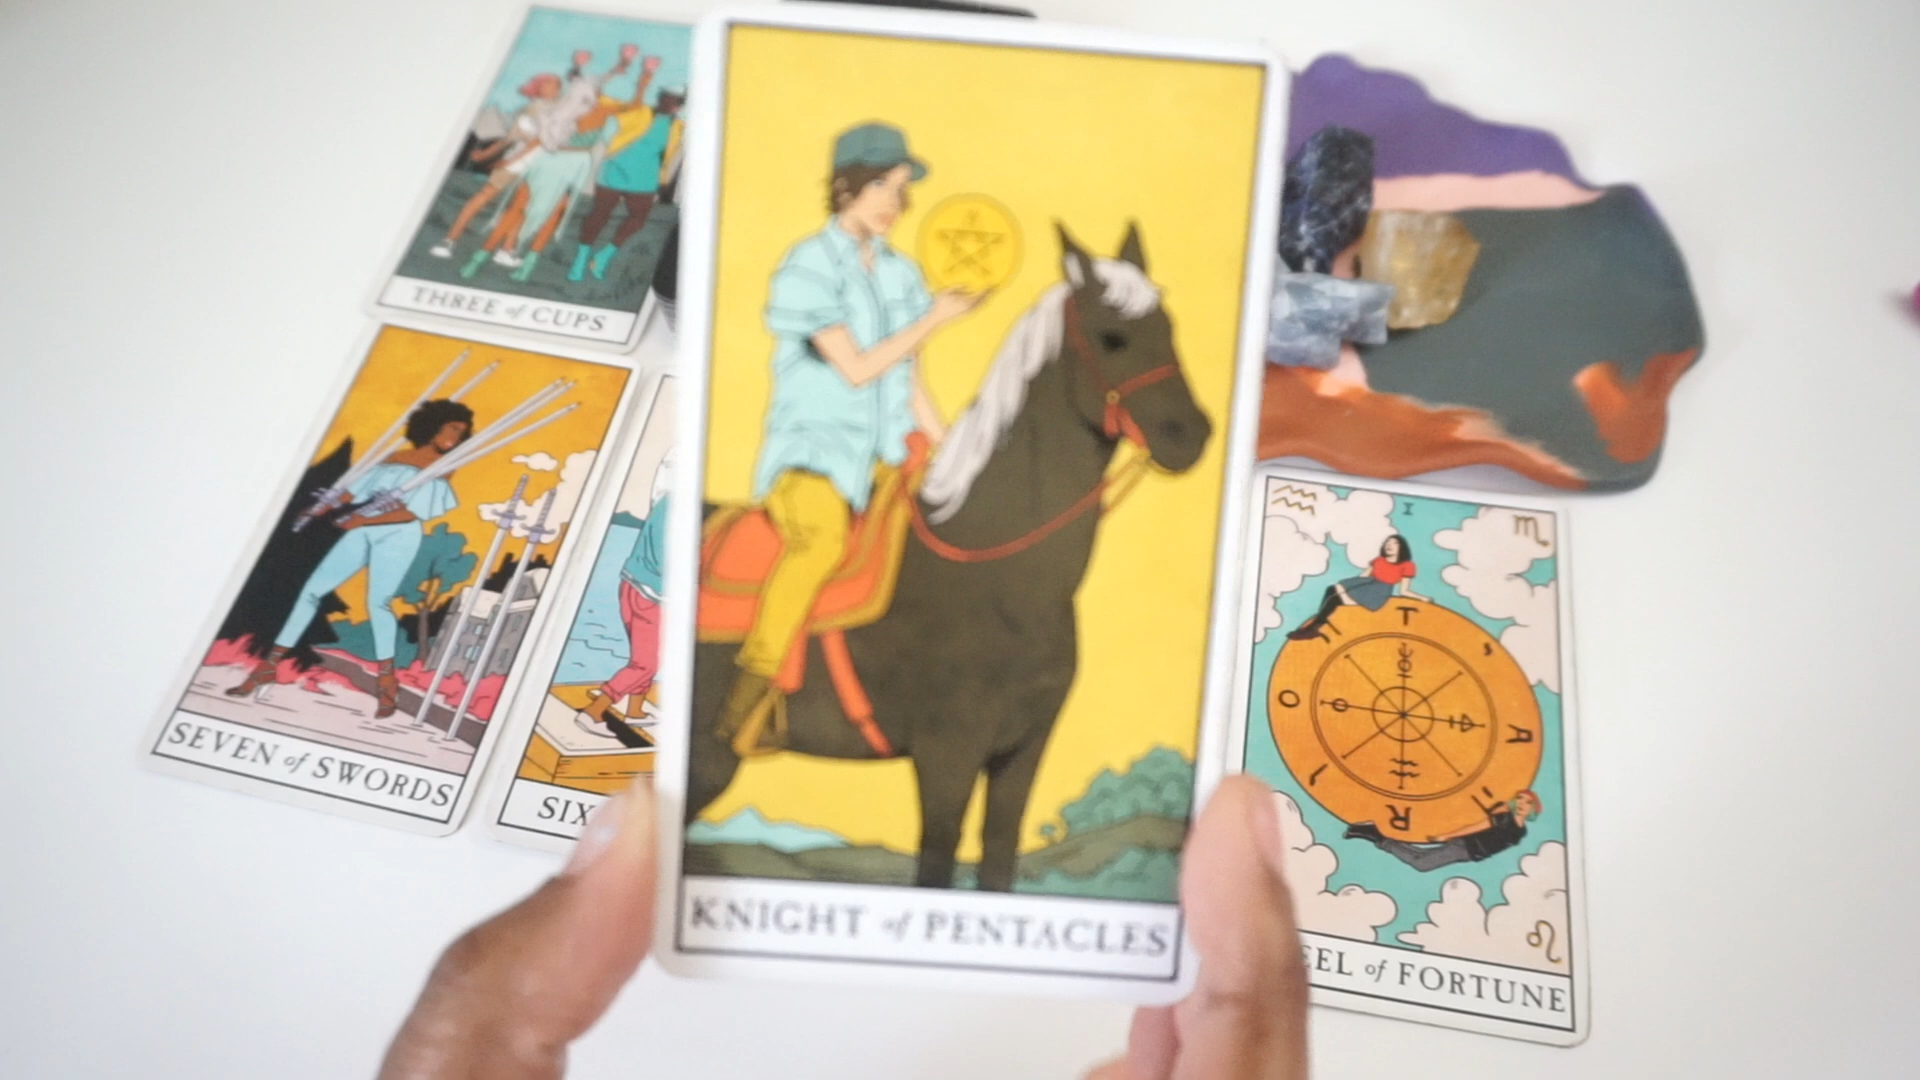 THREE of CUPS
SEVEN of SWORDS
SIX
KNIGHT of PENTACLES
I
T
A
R
O
EEL of FORTUNE